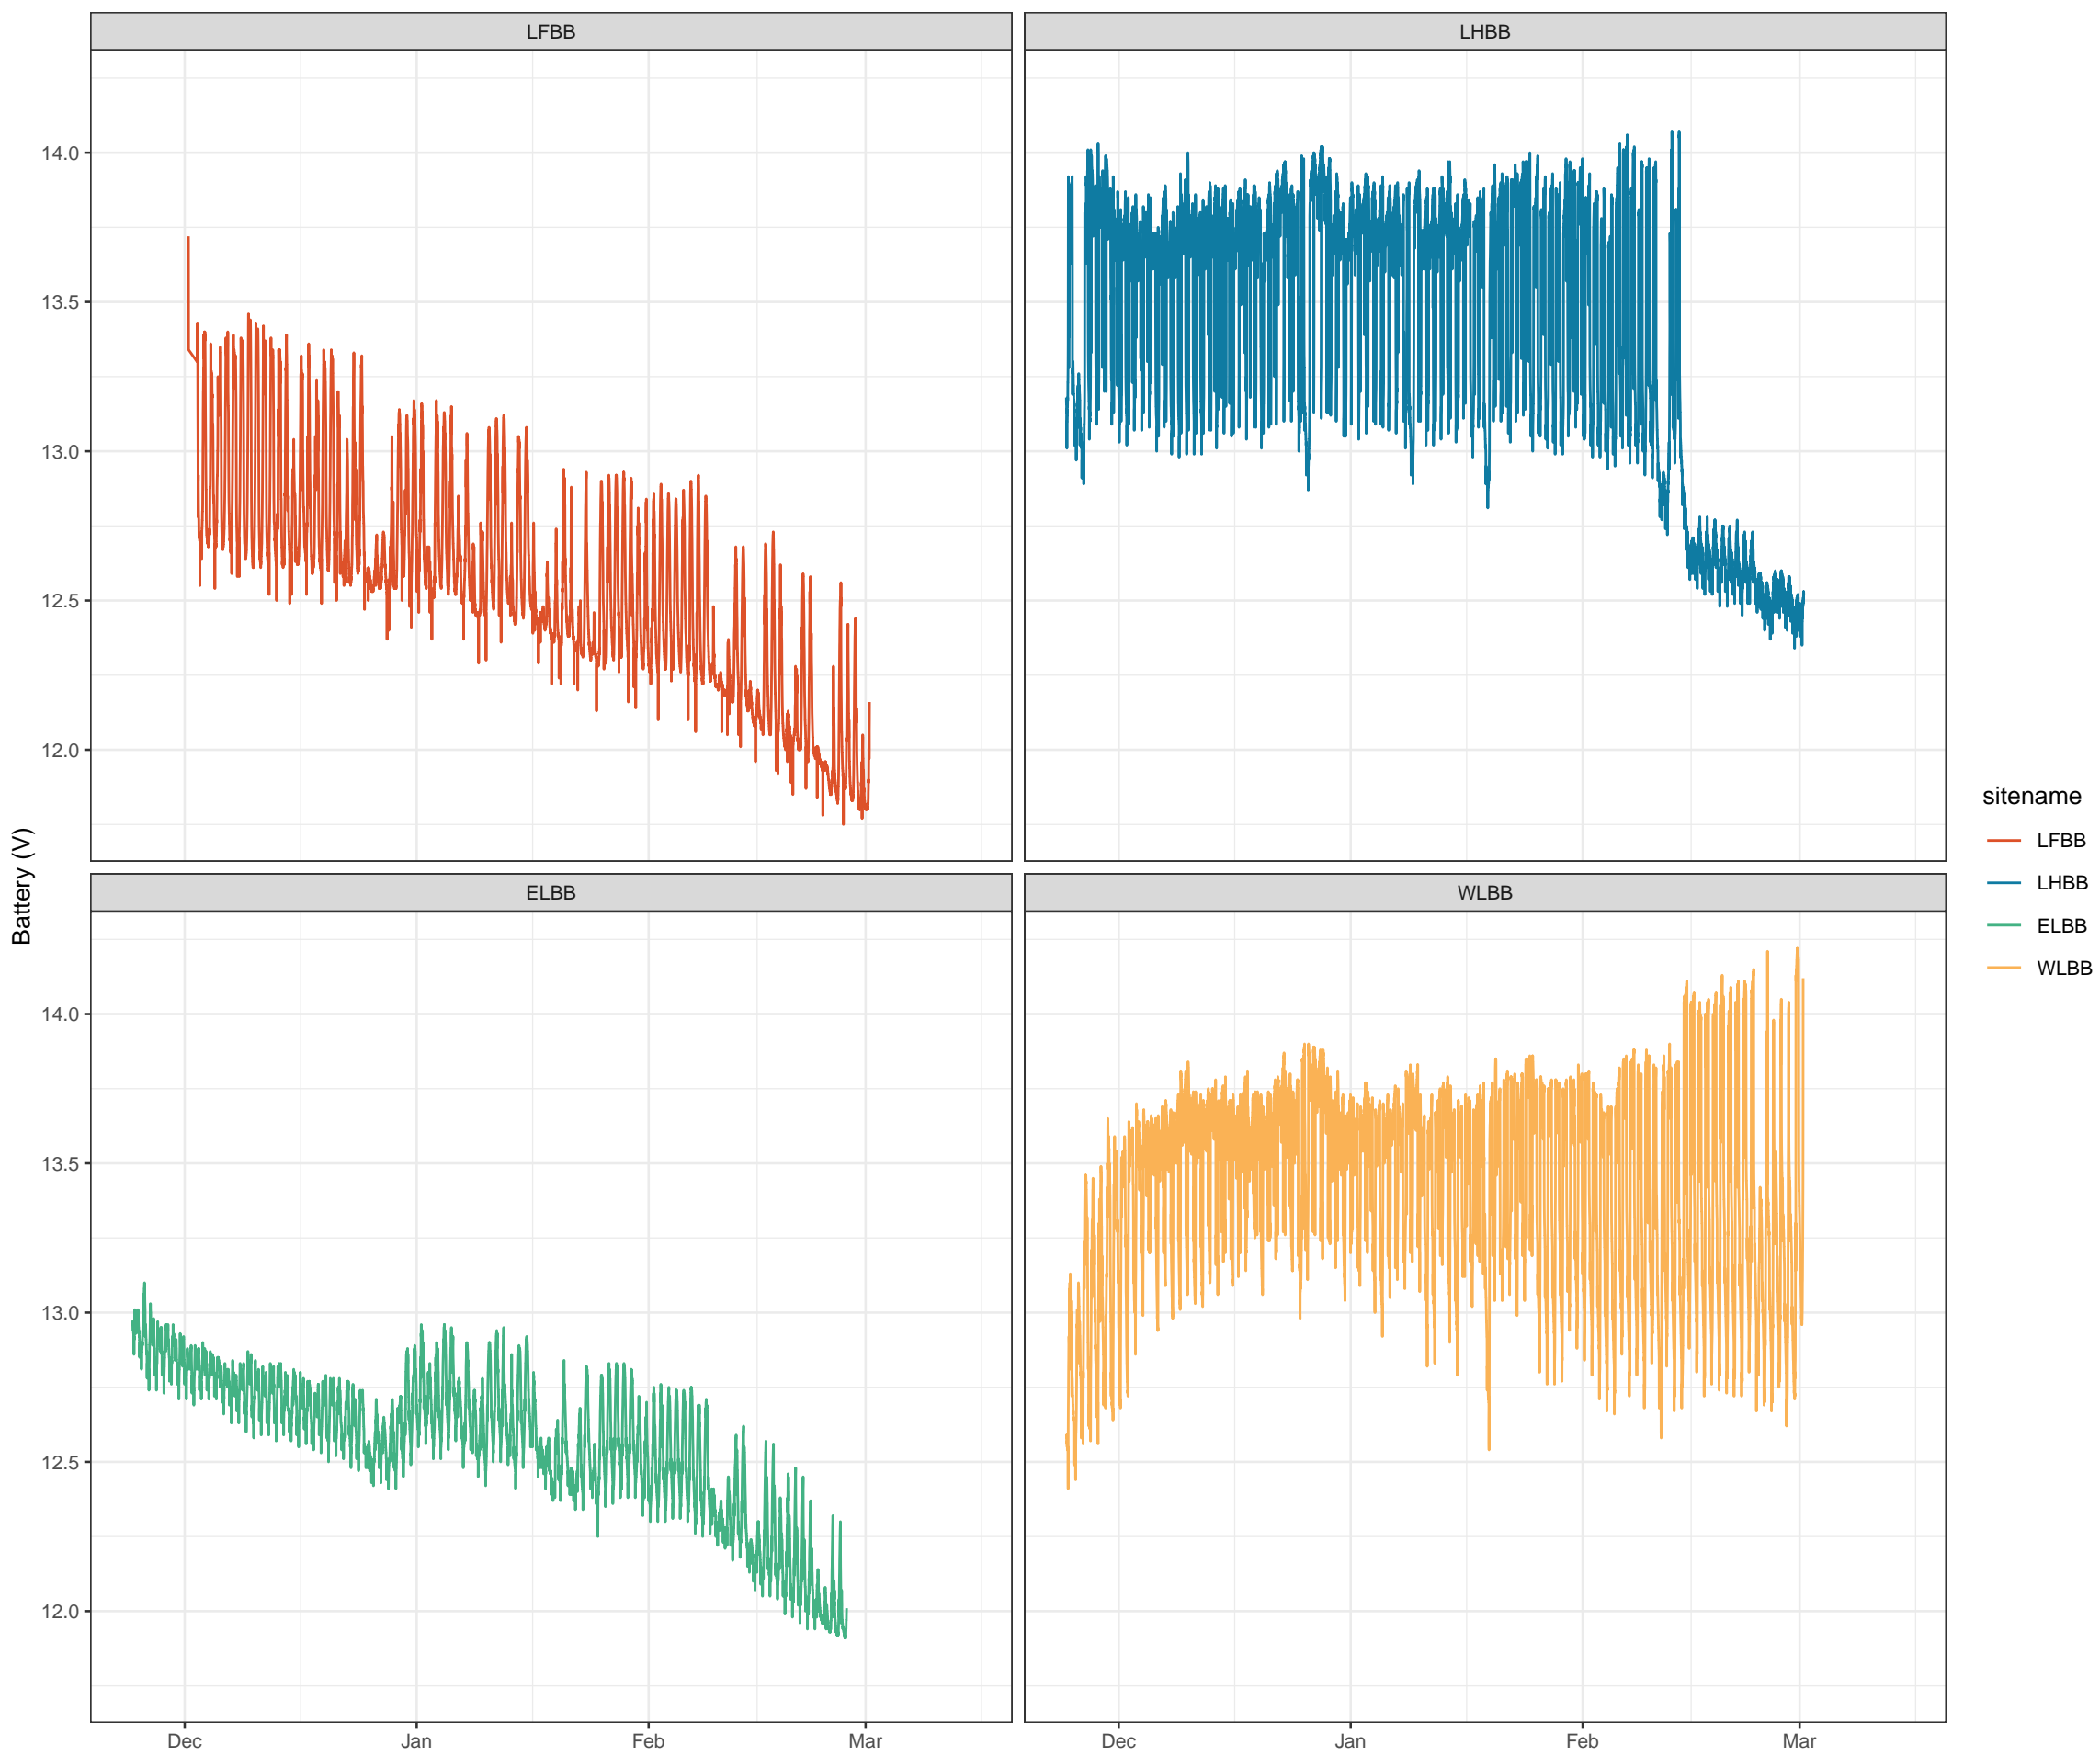 LFBB
LHBB
14.0
13.5
13.0
12.5
12.0
ELBB
WLBB
14.0
13.5
13.0
12.5
12.0
Dec
Jan
Feb
Mar
Dec
Jan
Feb
Mar
Battery (V)
sitename
LFBB
LHBB
ELBB
WLBB